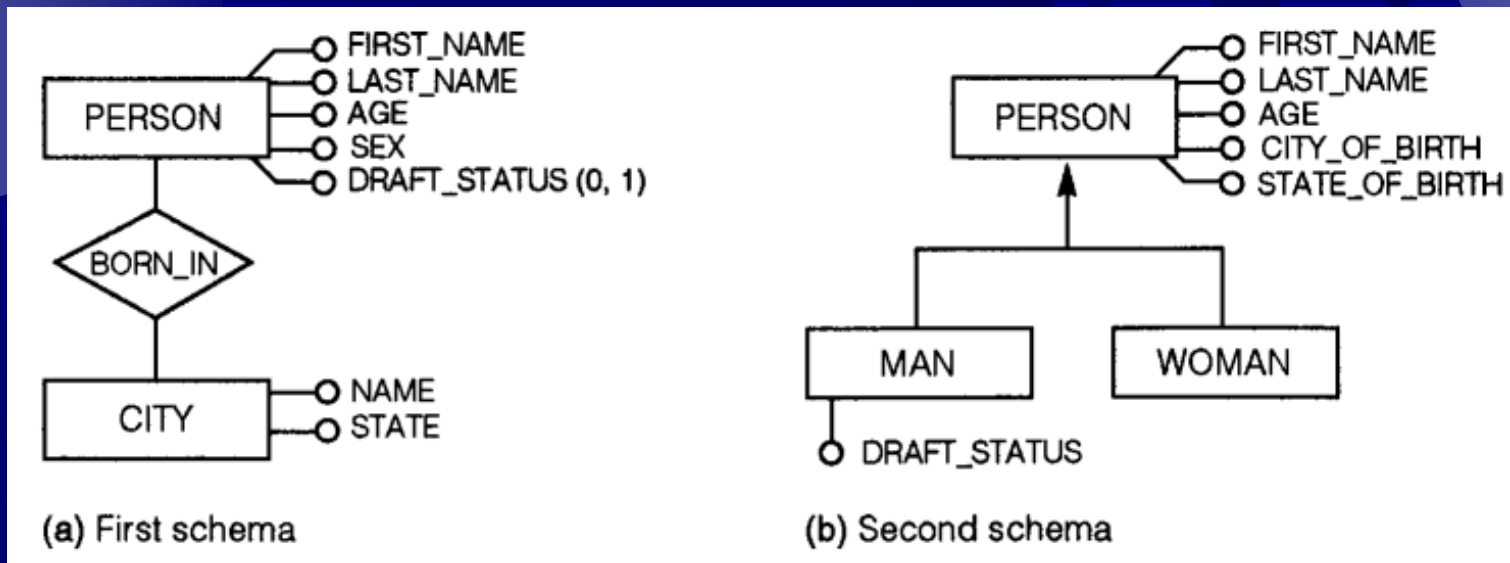 FIRST_NAME
LAST_NAME
PERSON
AGE
SEX
DRAFT_STATUS (0, 1)
BORN_IN
CITY
NAME
STATE
(a) First schema
FIRST_NAME
LAST_NAME
PERSON
AGE
CITY_OF_BIRTH
STATE_OF_BIRTH
MAN
WOMAN
DRAFT_STATUS
(b) Second schema